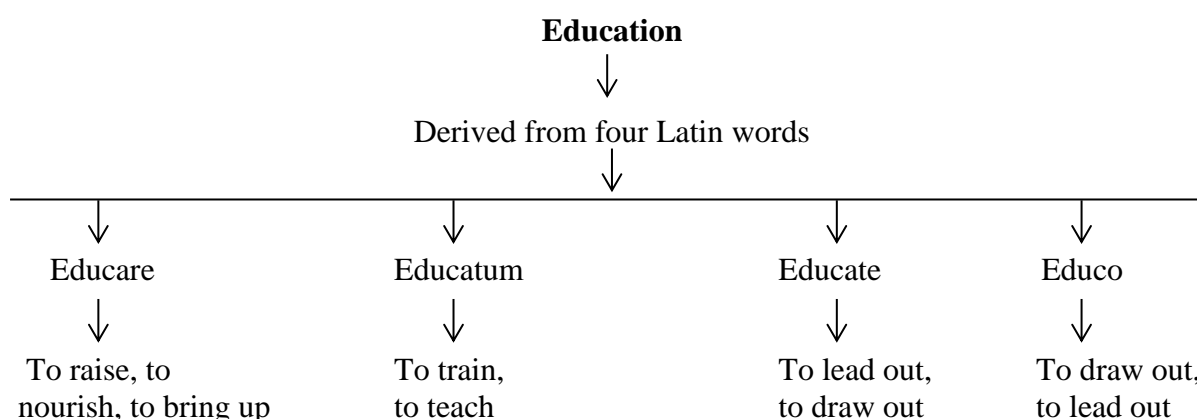 Education
Derived from four Latin words
Educare Educatum Educate Educo
To raise, to To train, To lead out, To draw out,
nourish, to bring up to teach to draw out to lead out